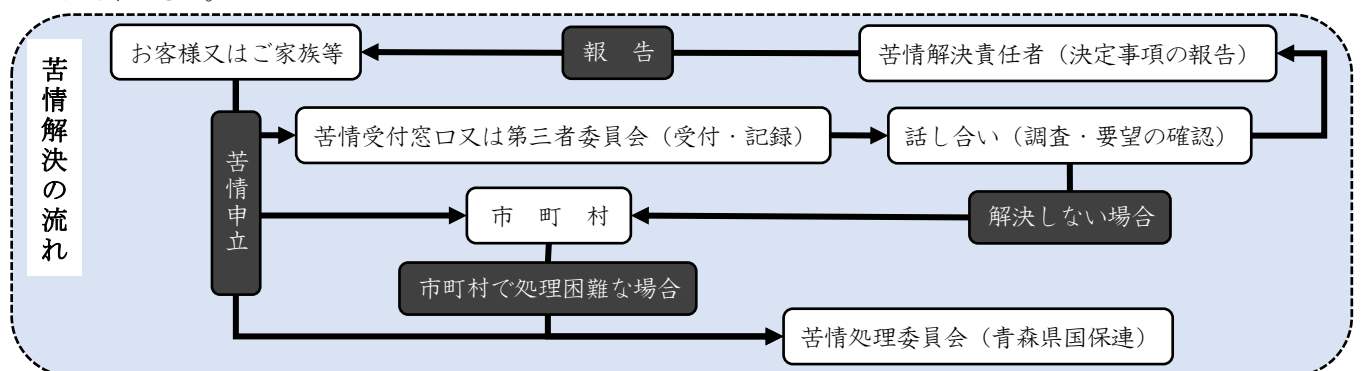 苦情解決の流れ
お客様又はご家族等
報　告
苦情解決責任者（決定事項の報告）
苦情申立
苦情受付窓口又は第三者委員会（受付・記録）
話し合い（調査・要望の確認）
市　町　村
解決しない場合
市町村で処理困難な場合
苦情処理委員会（青森県国保連）